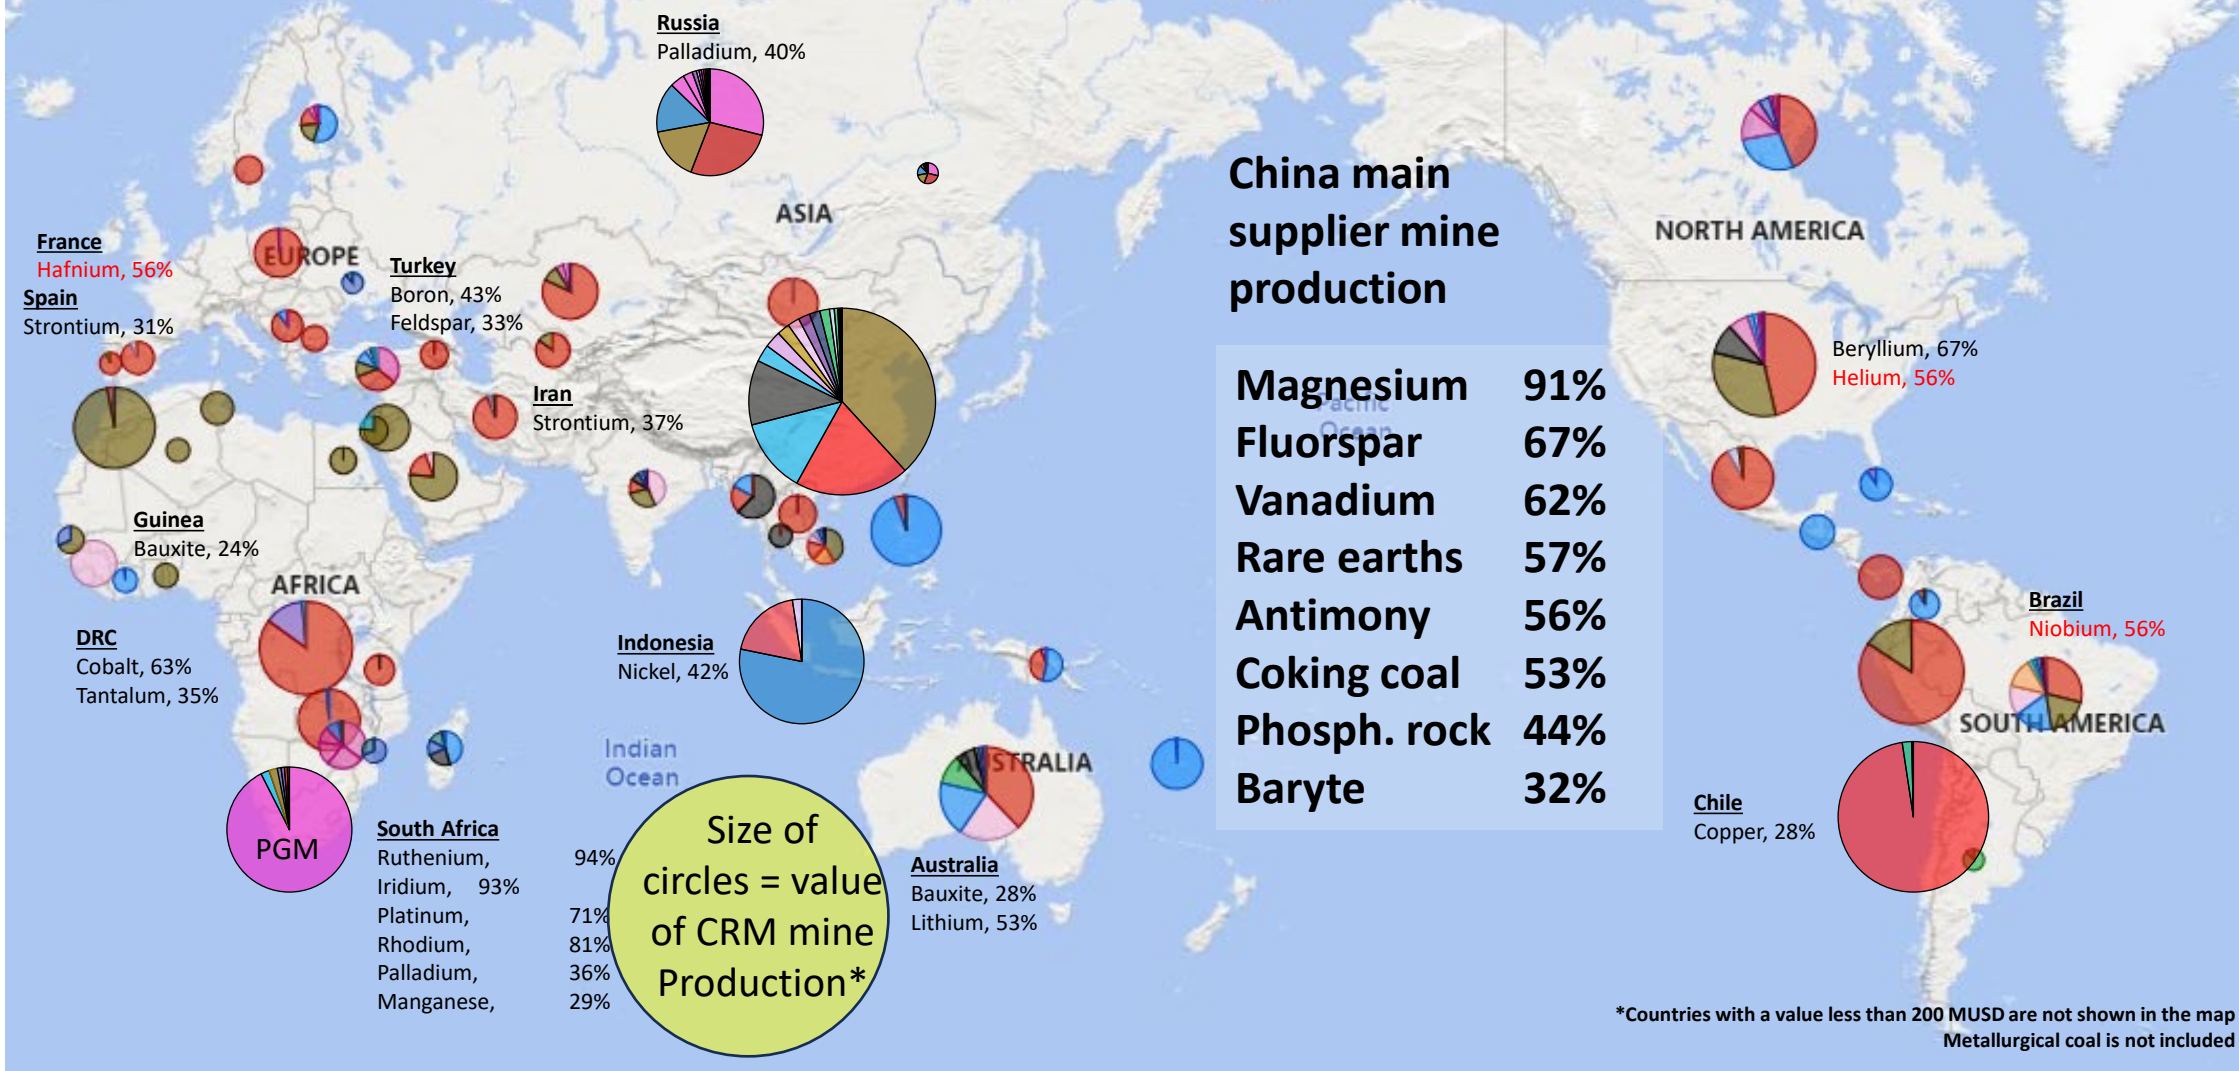 Russia
Palladium, 40%
ASIA
NORTH AMERICA
EUROPE
France
Hafnium, 56%
Spain
Strontium, 31%
Turkey
Boron, 43%
Feldspar, 33%
Iran
Strontium, 37%
China main
supplier mine
production
Magnesium 91%
Fluorspar 67%
Vanadium 62%
Rare earths 57%
Antimony 56%
Coking coal 53%
Phosph. rock 44%
Baryte 32%
Pacific
Ocean
Beryllium, 67%
Helium, 56%
Guinea
Bauxite, 24%
AFRICA
DRC
Cobalt, 63%
Tantalum, 35%
Indonesia
Nickel, 42%
Brazil
Niobium, 56%
SOUTH AMERICA
Indian
Ocean
AUSTRALIA
Chile
Copper, 28%
PGM
South Africa
Ruthenium, 94%
Iridium, 93%
Platinum, 71%
Rhodium, 81%
Palladium, 36%
Manganese, 29%
Size of
circles = value
of CRM mine
Production*
Australia
Bauxite, 28%
Lithium, 53%
*Countries with a value less than 200 MUSD are not shown in the map
Metallurgical coal is not included